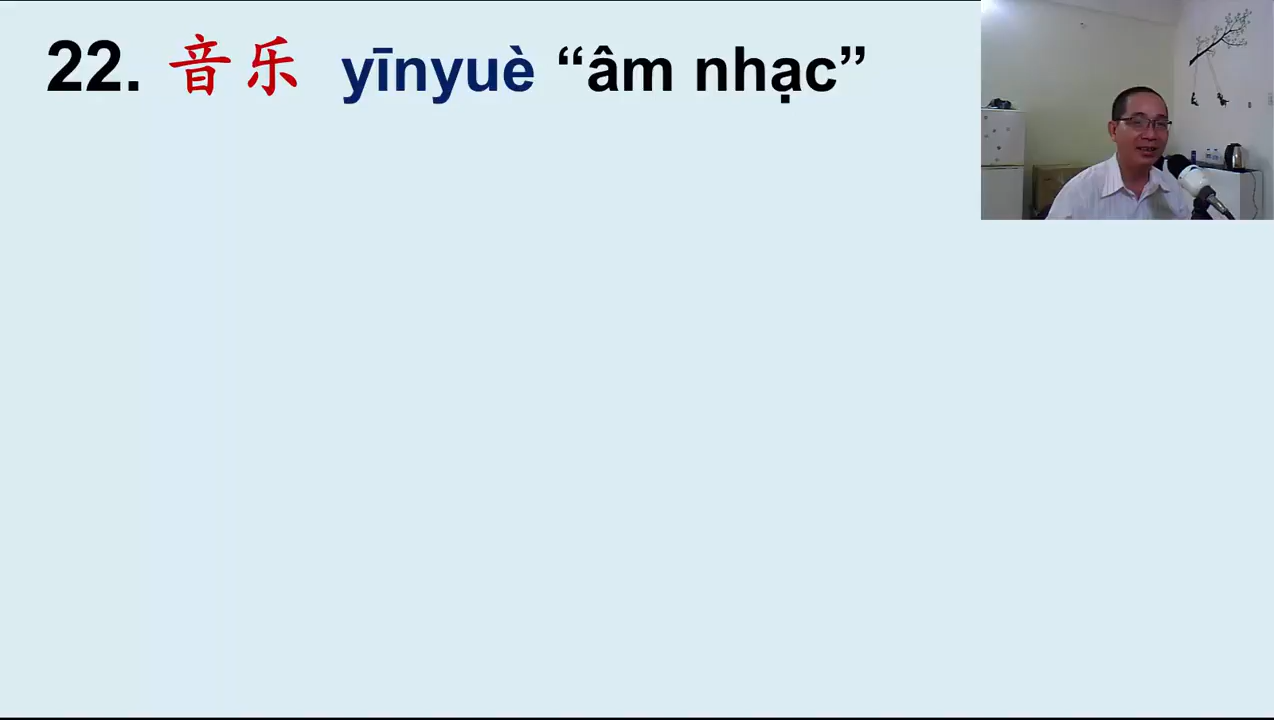 22. 音乐 yīnyuè “âm nhạc”